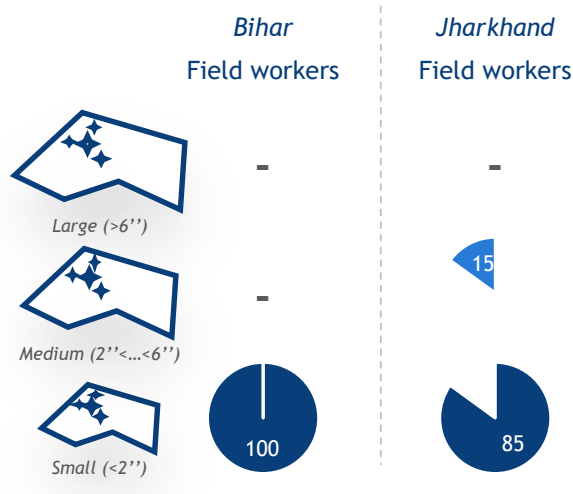 Bihar
Jharkhand
Field workers
Field workers
-
-
Large (>6’’)
15
-
Medium (2’’<…<6’’)
100
85
Small (<2’’)